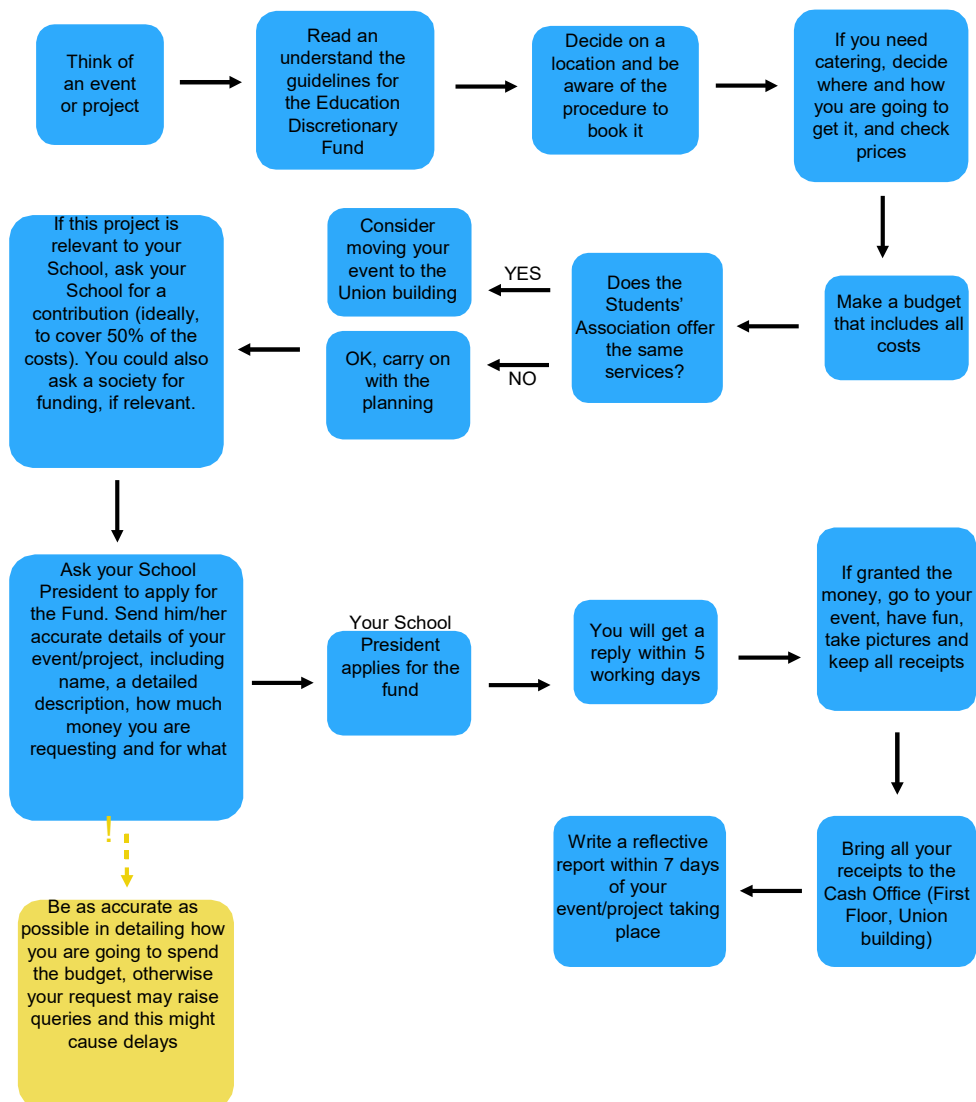 Think of
an event
or project
Read an
understand the
guidelines for
the Education
Discretionary
Fund
Decide on a
location and be
aware of the
procedure to
book it
If you need
catering, decide
where and how
you are going to
get it, and check
prices
Make a budget
that includes all
costs
Does the
Students’
Association offer
the same
services?
YES
Consider
moving your
event to the
Union building
NO
OK, carry on
with the
planning
If this project is
relevant to your
School, ask your
School for a
contribution (ideally,
to cover 50% of the
costs). You could also
ask a society for
funding, if relevant.
Ask your School
President to apply for
the Fund. Send him/her
accurate details of your
event/project, including
name, a detailed
description, how much
money you are
requesting and for what
!
Be as accurate as
possible in detailing how
you are going to spend
the budget, otherwise
your request may raise
queries and this might
cause delays
Your School
President
applies for the
fund
You will get a
reply within 5
working days
If granted the
money, go to your
event, have fun,
take pictures and
keep all receipts
Bring all your
receipts to the
Cash Office (First
Floor, Union
building)
Write a reflective
report within 7 days
of your
event/project taking
place